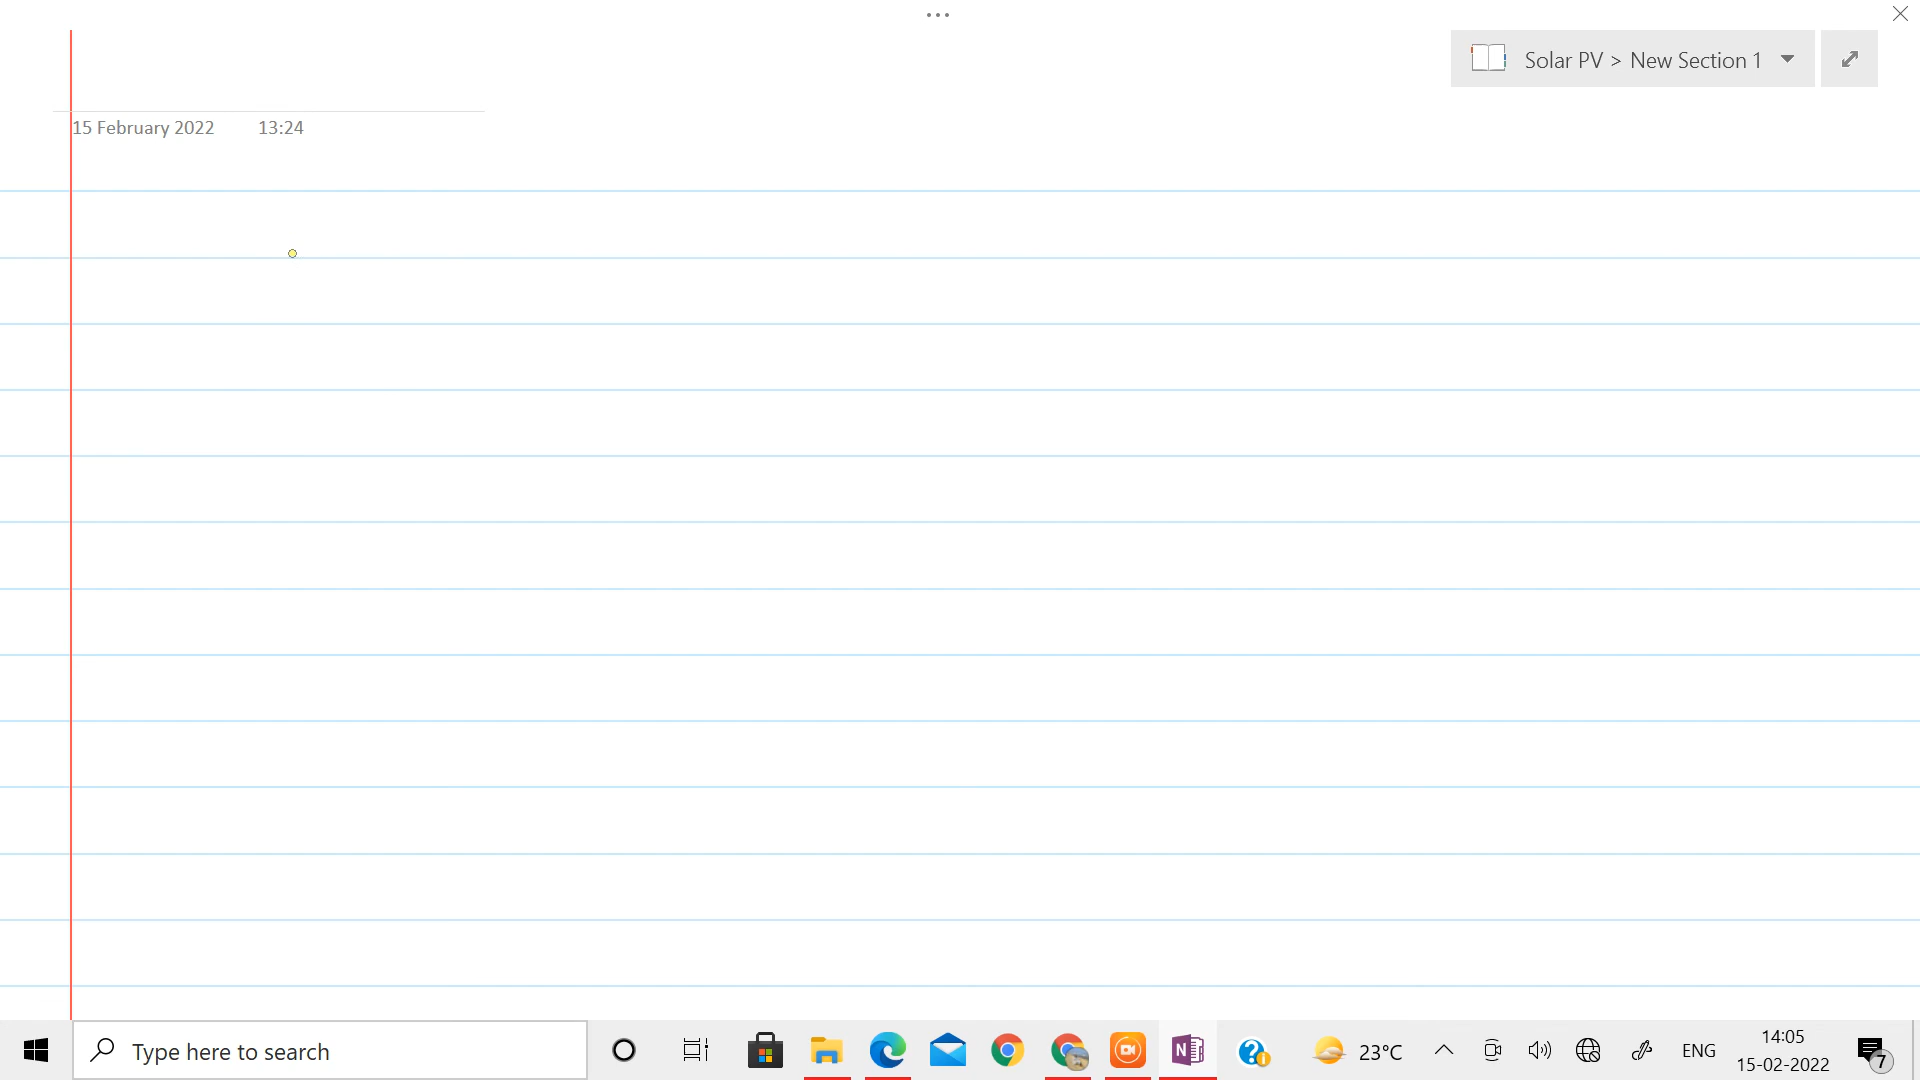 Solar PV > New Section 1
15 February 2022 13:24
Type here to search
N
23°C
ENG
14:05
15-02-2022
7